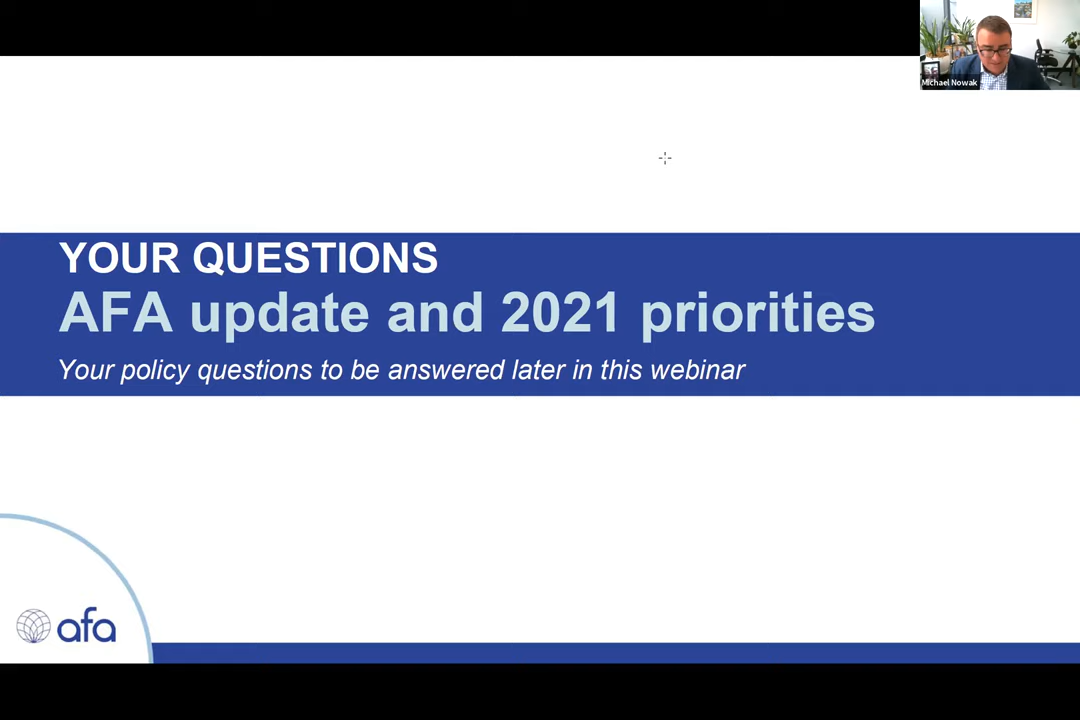 Michael Nowak
YOUR QUESTIONS
AFA update and 2021 priorities
Your policy questions to be answered later in this webinar
afa